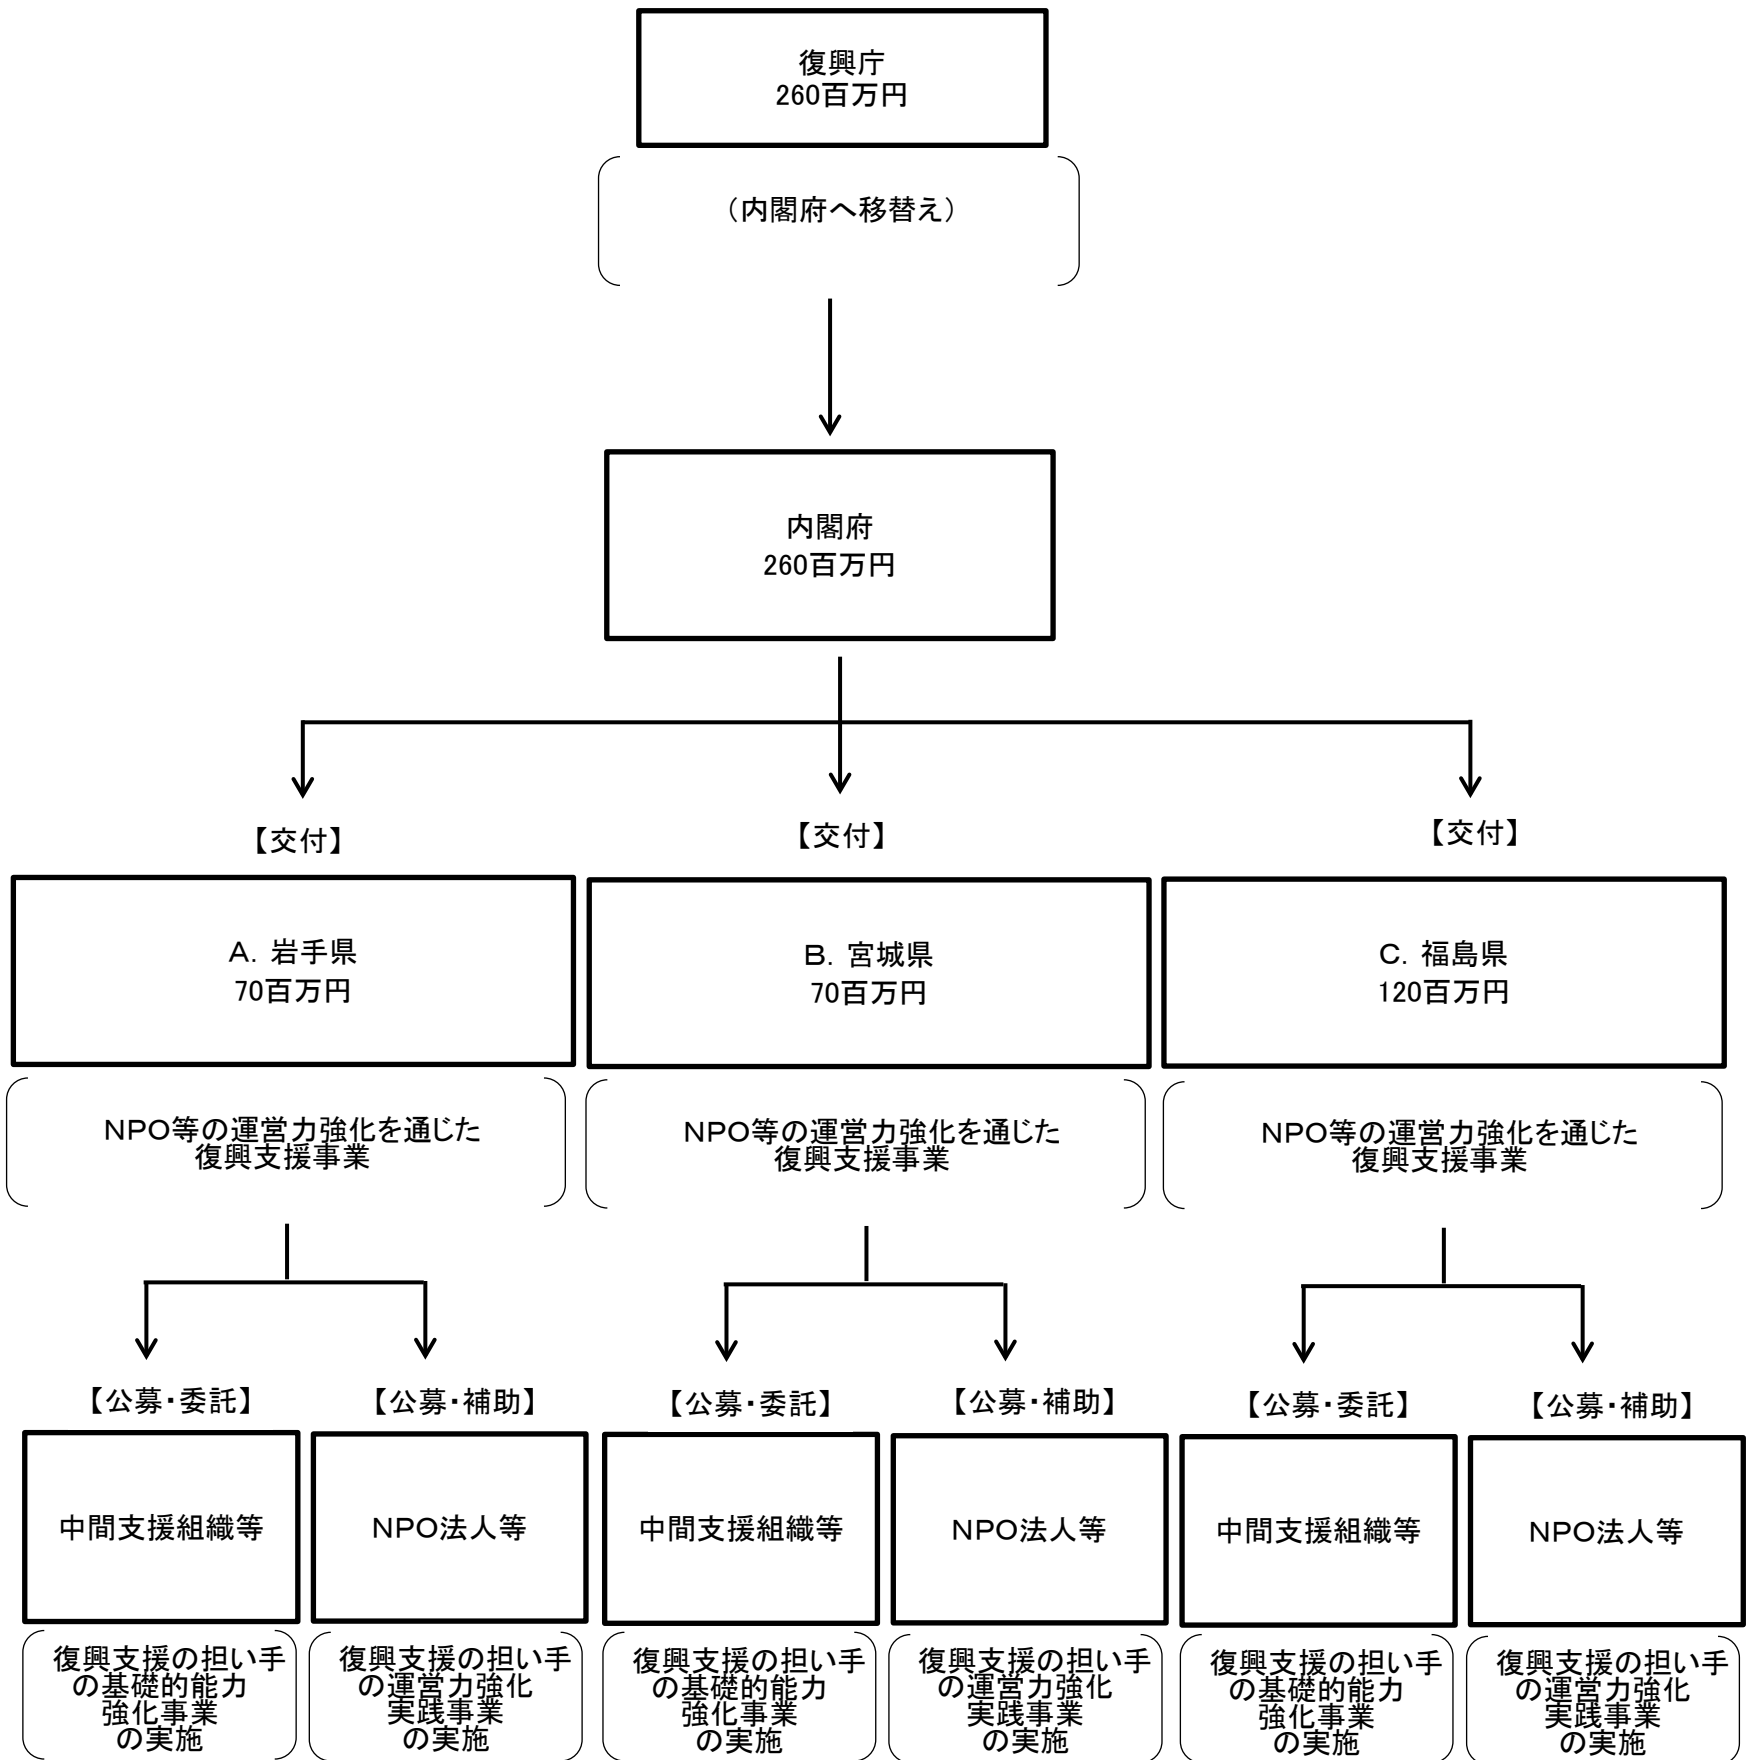 復興庁
260百万円
（内閣府へ移替え）
内閣府
260百万円
【交付】
【交付】
【交付】
A．岩手県
70百万円
B．宮城県
70百万円
C．福島県
120百万円
NPO等の運営力強化を通じた
復興支援事業
NPO等の運営力強化を通じた
復興支援事業
NPO等の運営力強化を通じた
復興支援事業
【公募・委託】
【公募・補助】
【公募・委託】
【公募・補助】
【公募・委託】
【公募・補助】
中間支援組織等
NPO法人等
中間支援組織等
NPO法人等
中間支援組織等
NPO法人等
復興支援の担い手
の基礎的能力
強化事業
の実施
復興支援の担い手
の運営力強化
実践事業
の実施
復興支援の担い手
の基礎的能力
強化事業
の実施
復興支援の担い手
の運営力強化
実践事業
の実施
復興支援の担い手
の基礎的能力
強化事業
の実施
復興支援の担い手
の運営力強化
実践事業
の実施